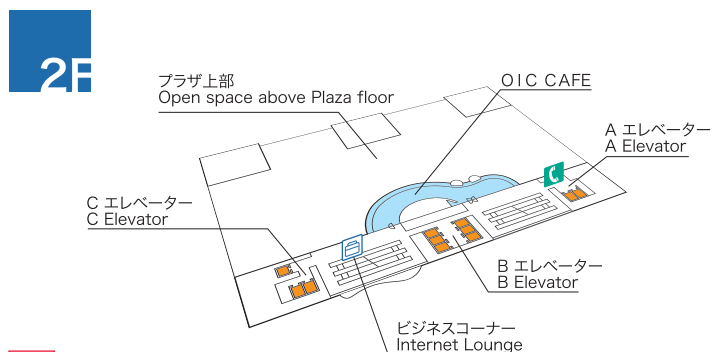 2F
プラザ上部
Open space above Plaza floor
OIC CAFE
A エレベーター
A Elevator
C エレベーター
C Elevator
B エレベーター
B Elevator
ビジネスコーナー
Internet Lounge